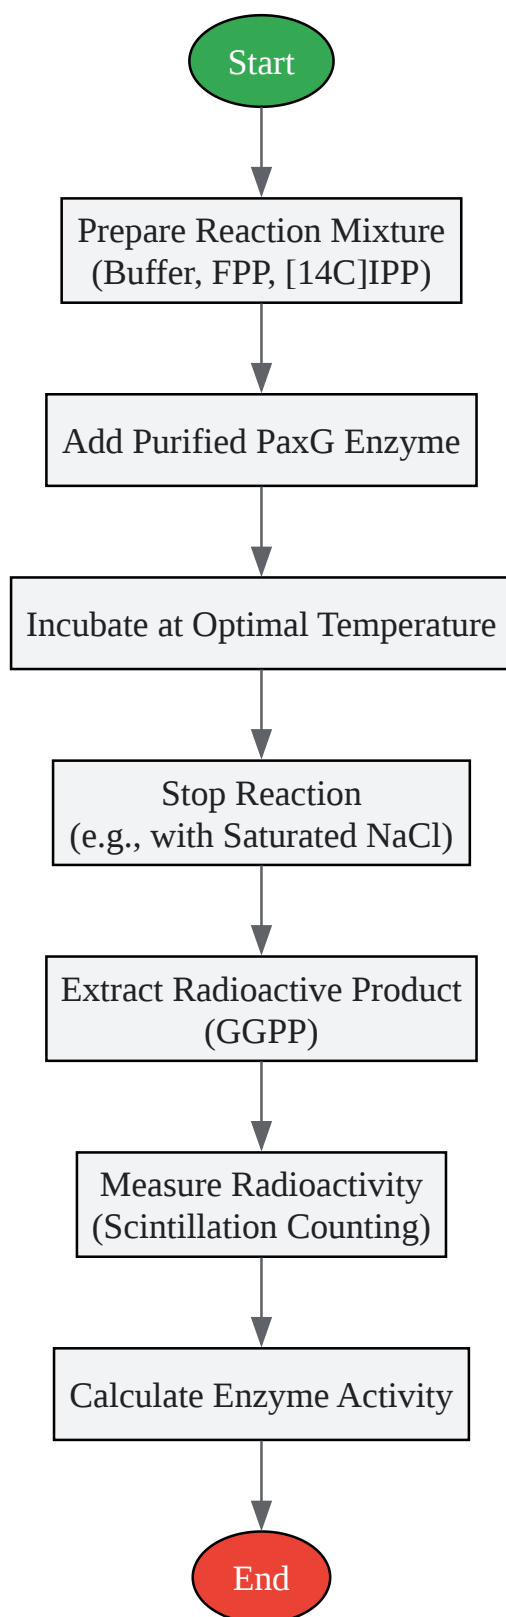 Start
Prepare Reaction Mixture
(Buffer, FPP, [14C]IPP)
Add Purified PaxG Enzyme
Incubate at Optimal Temperature
Stop Reaction
(e.g., with Saturated NaCl)
Extract Radioactive Product
(GGPP)
Measure Radioactivity
(Scintillation Counting)
Calculate Enzyme Activity
End